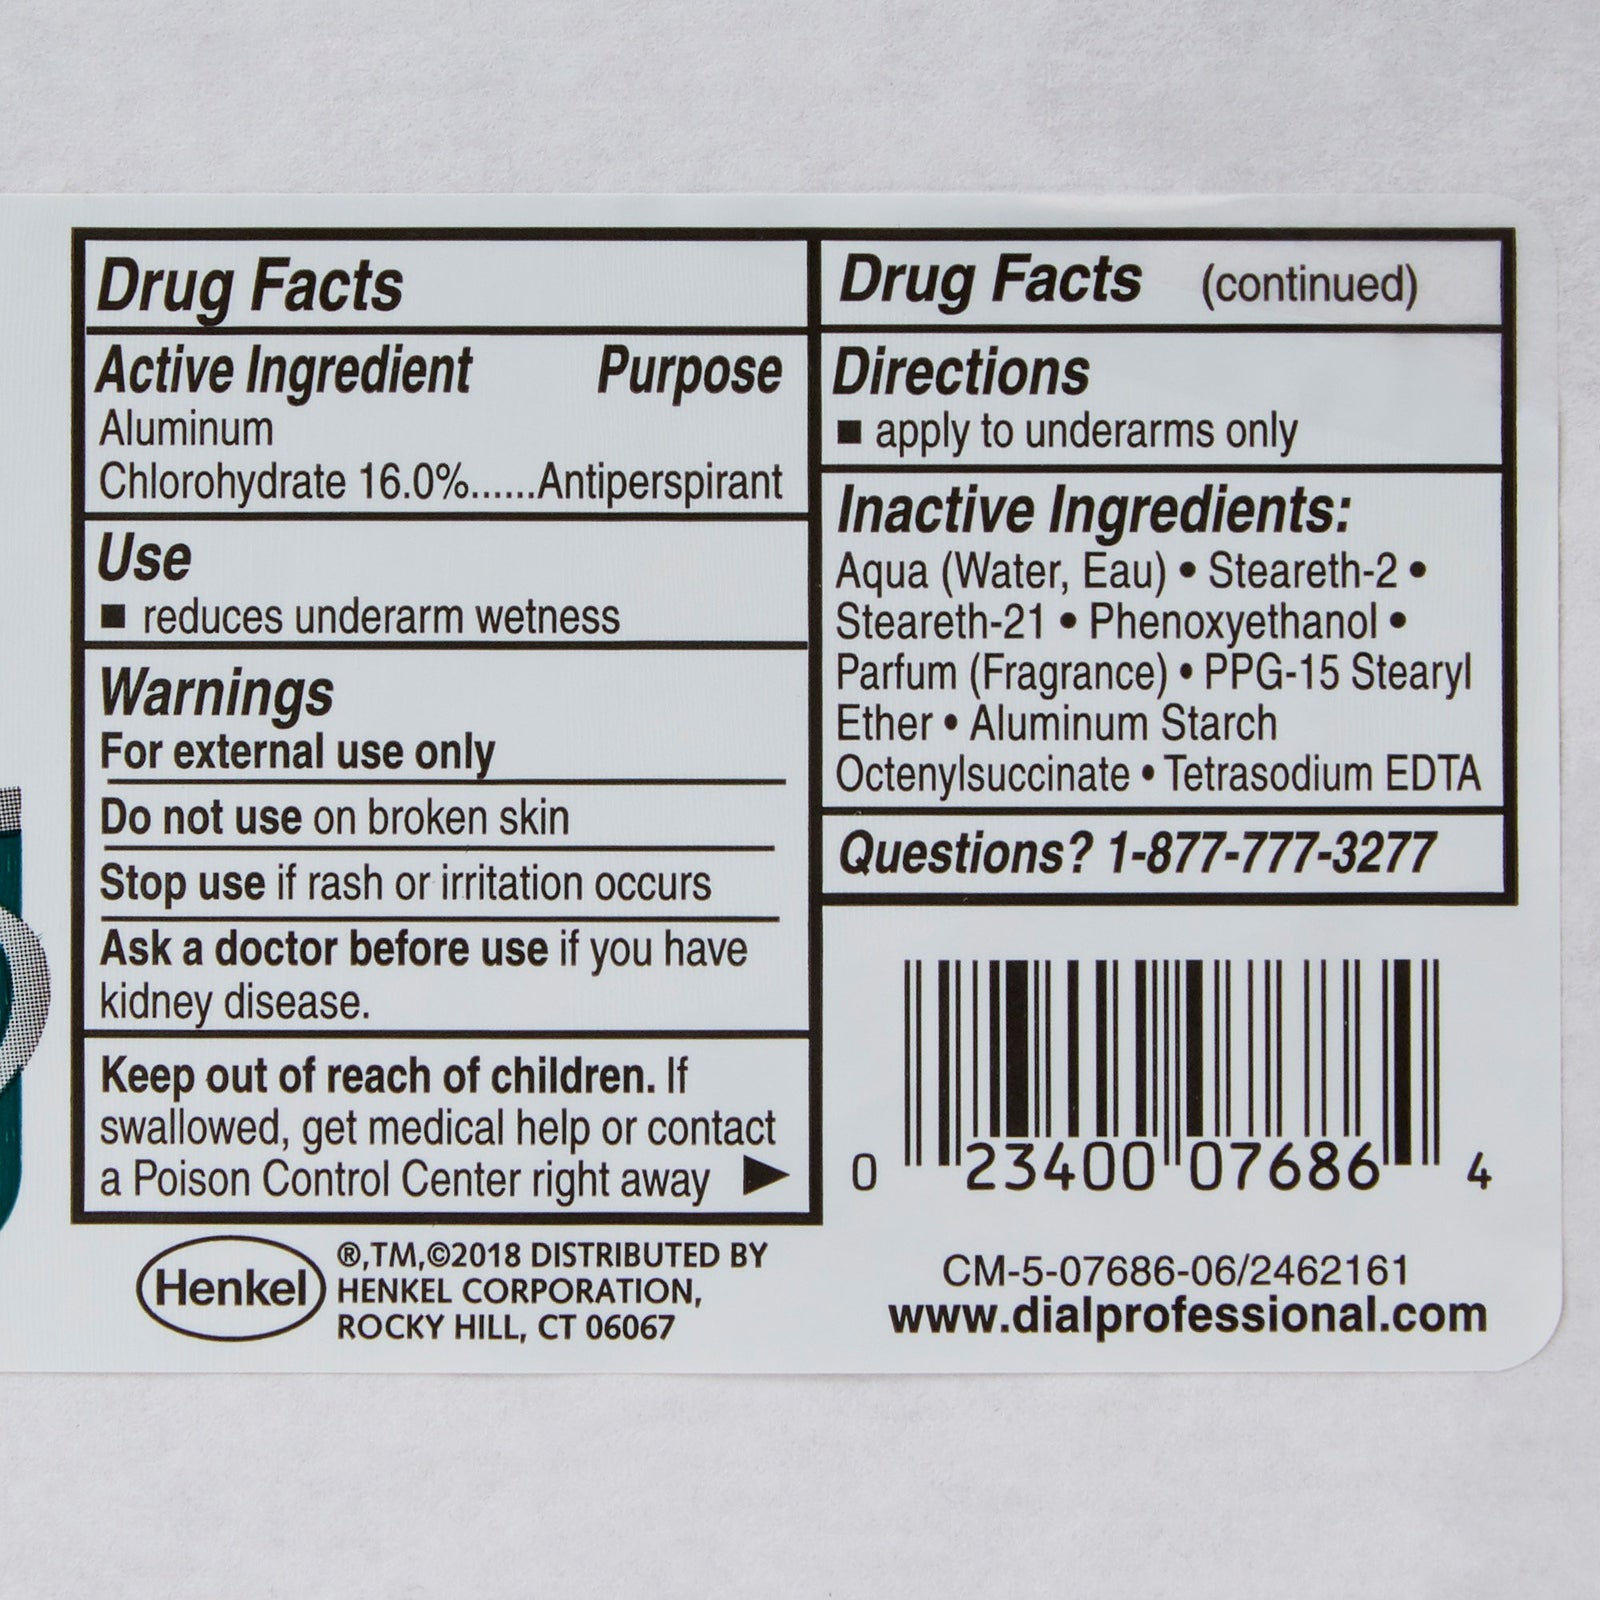 Drug Facts
Active Ingredient Purpose
Aluminum
Chlorohydrate 16.0%......Antiperspirant
Use
■ reduces underarm wetness
Warnings
For external use only
Do not use on broken skin
Stop use if rash or irritation occurs
Ask a doctor before use if you have
kidney disease.
Keep out of reach of children. If
swallowed, get medical help or contact
a Poison Control Center right away ▶
Henkel
®,TM,©2018 DISTRIBUTED BY
HENKEL CORPORATION,
ROCKY HILL, CT 06067
Drug Facts (continued)
Directions
■ apply to underarms only
Inactive Ingredients:
Aqua (Water, Eau) • Steareth-2 •
Steareth-21 • Phenoxyethanol •
Parfum (Fragrance) • PPG-15 Stearyl
Ether • Aluminum Starch
Octenylsuccinate • Tetrasodium EDTA
Questions? 1-877-777-3277
0 23400 07686 4
CM-5-07686-06/2462161
www.dialprofessional.com